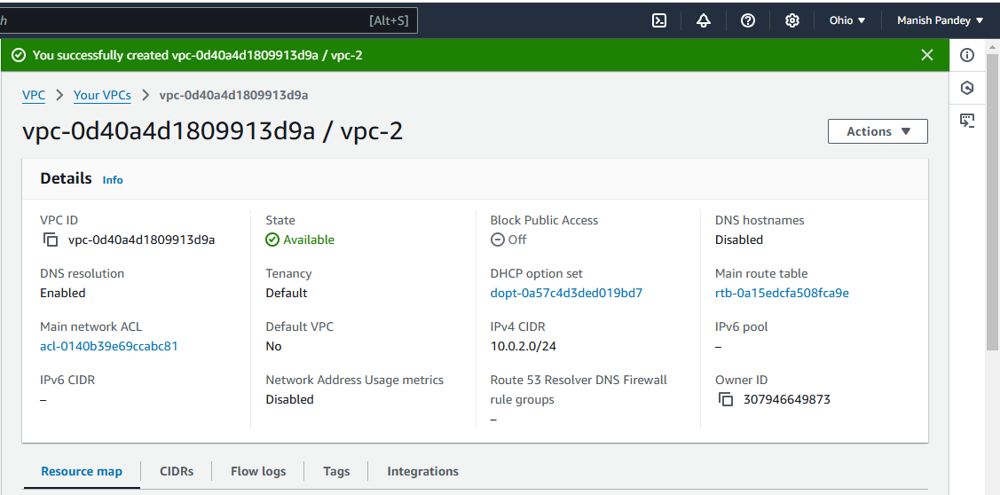 h [Alt+S] Ohio ▼ Manish Pandey ▼
You successfully created vpc-0d40a4d1809913d9a / vpc-2
VPC > Your VPCs > vpc-0d40a4d1809913d9a
vpc-0d40a4d1809913d9a / vpc-2
Actions ▼
Details Info
VPC ID
vpc-0d40a4d1809913d9a
State
Available
Block Public Access
Off
DNS hostnames
Disabled
DNS resolution
Enabled
Tenancy
Default
DHCP option set
dopt-0a57c4d3ded019bd7
Main route table
rtb-0a15edcfa508fca9e
Main network ACL
acl-0140b39e69ccabc81
Default VPC
No
IPv4 CIDR
10.0.2.0/24
IPv6 pool
–
IPv6 CIDR
–
Network Address Usage metrics
Disabled
Route 53 Resolver DNS Firewall
rule groups
–
Owner ID
307946649873
Resource map CIDRs Flow logs Tags Integrations